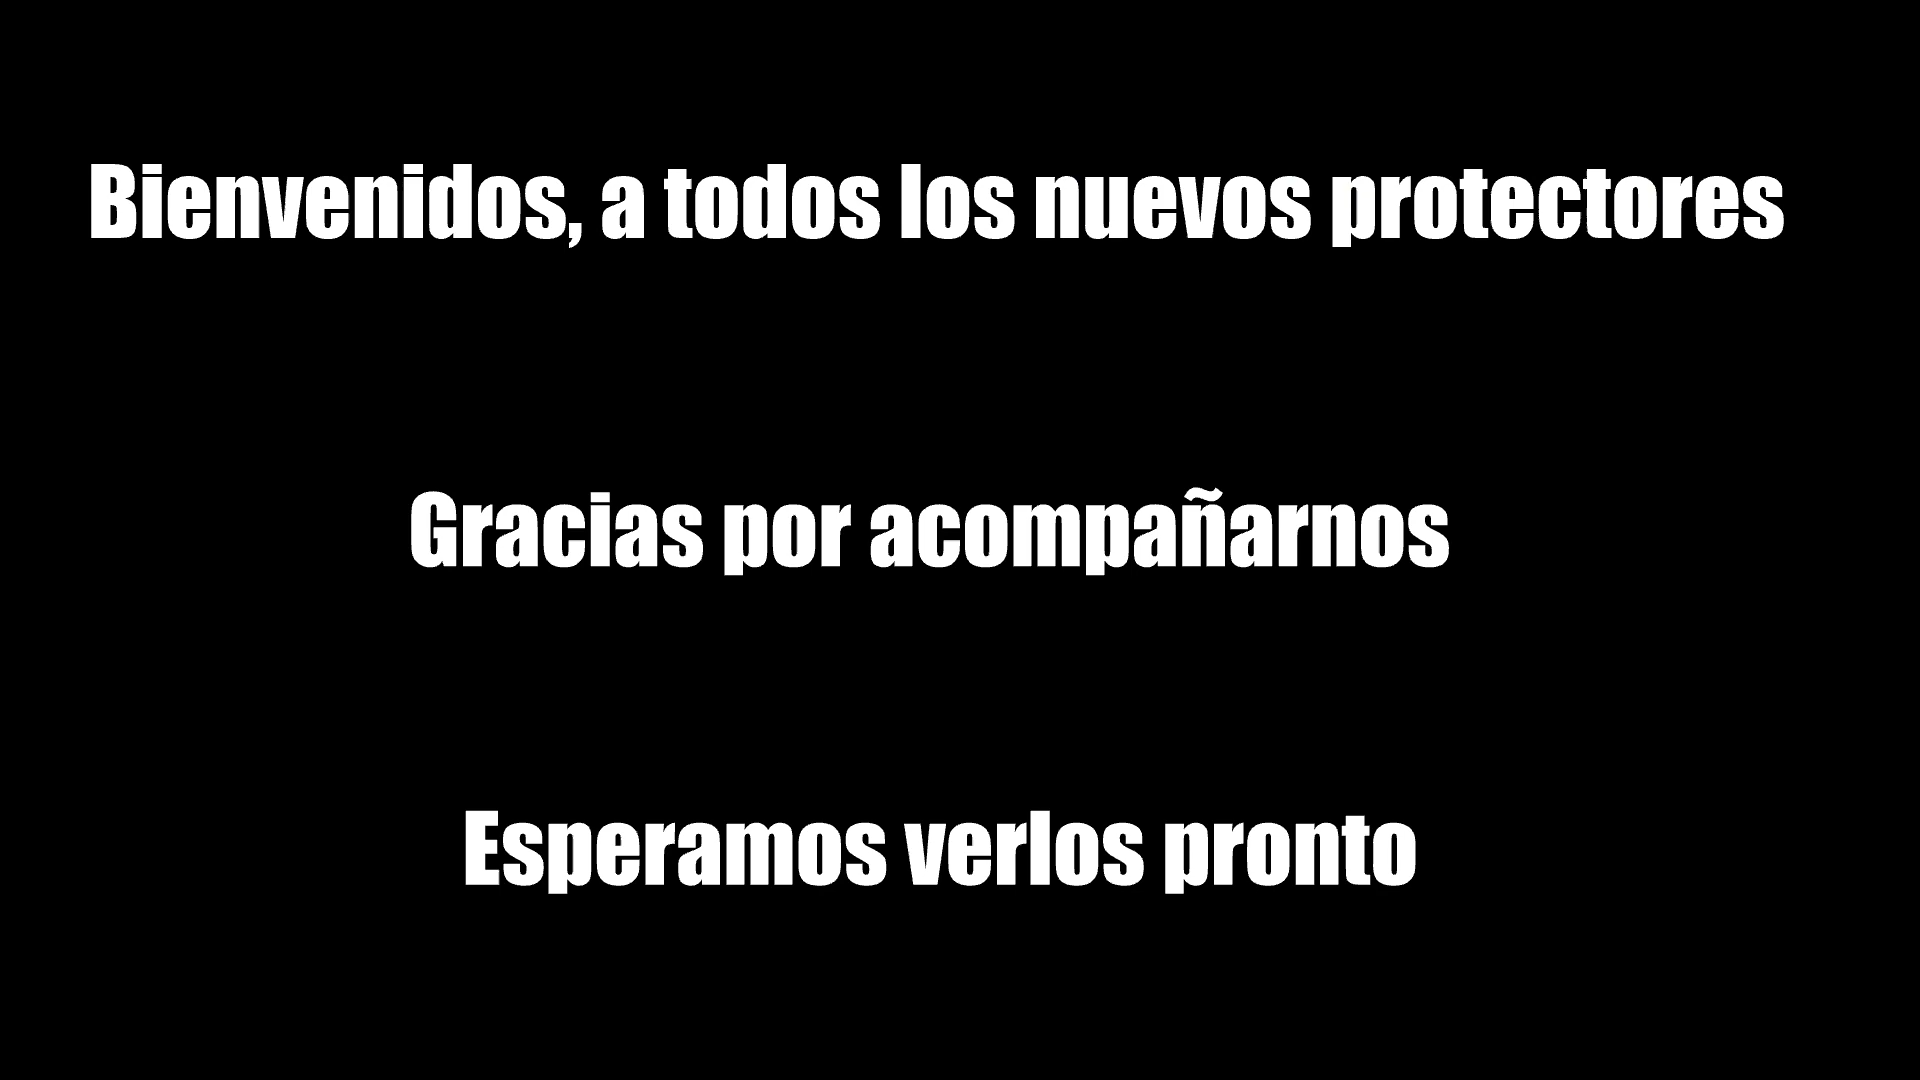 Bienvenidos, a todos los nuevos protectores
Gracias por acompañarnos
Esperamos verlos pronto